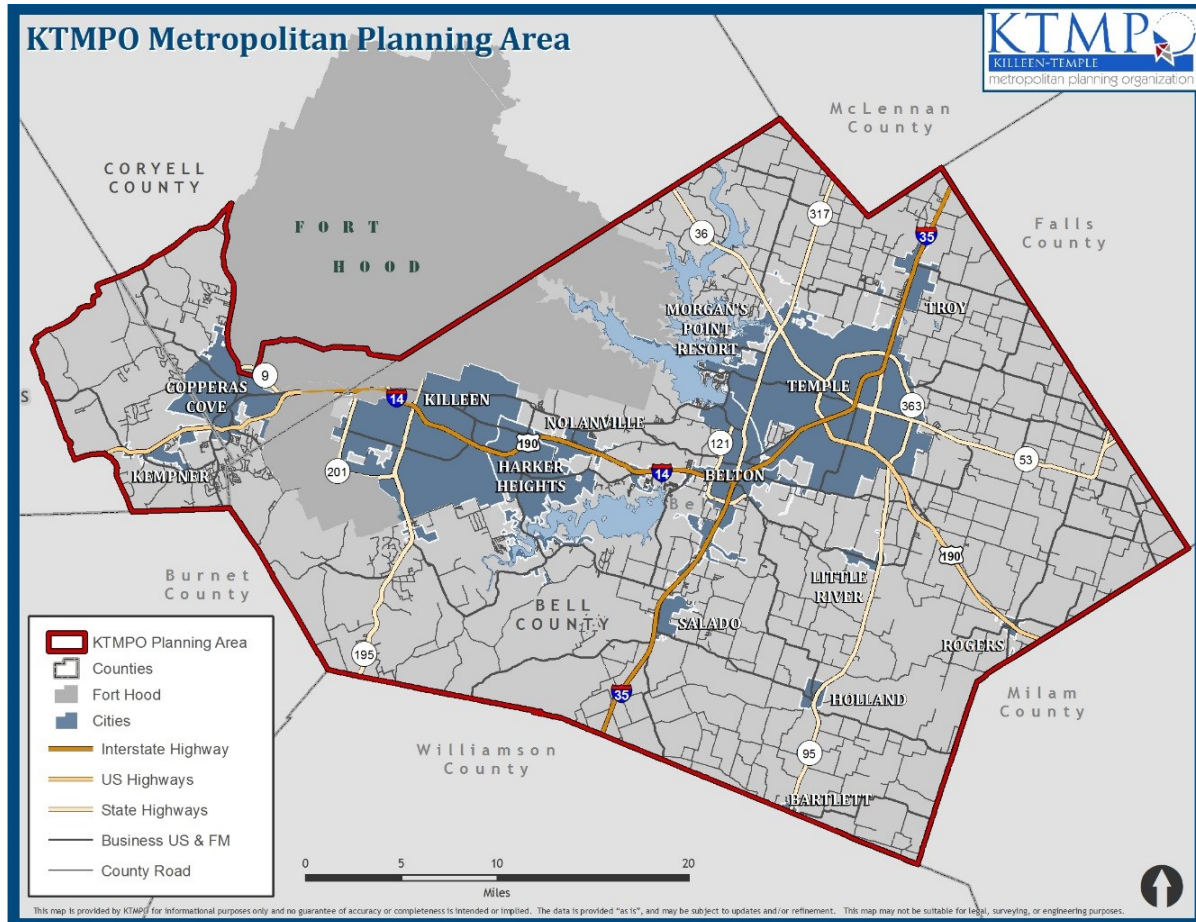 KTMPO Metropolitan Planning Area
KTMPO
KILLEEN-TEMPLE
metropolitan planning organization
McLennan
County
CORYELL
COUNTY
FORT
HOOD
Falls
County
317
36
35
TROY
MORGAN'S
POINT
RESORT
9
COPPERAS
COVE
14
KILLEEN
TEMPLE
363
NOLANVILLE
190
121
53
201
HARKER
HEIGHTS
14
BELTON
KEMPNER
190
Burnet
County
LITTLE
RIVER
BELL
COUNTY
SALADO
ROGERS
195
35
HOLLAND
Milam
County
Williamson
County
95
BARTLETT
KTMPO Planning Area
Counties
Fort Hood
Cities
Interstate Highway
US Highways
State Highways
Business US & FM
County Road
0 5 10 20
Miles
This map is provided by KTMPO for informational purposes only and no guarantee of accuracy or completeness is intended or implied. The data is provided "as is", and may be subject to updates and/or refinement. This map may not be suitable for legal, surveying, or engineering purposes.